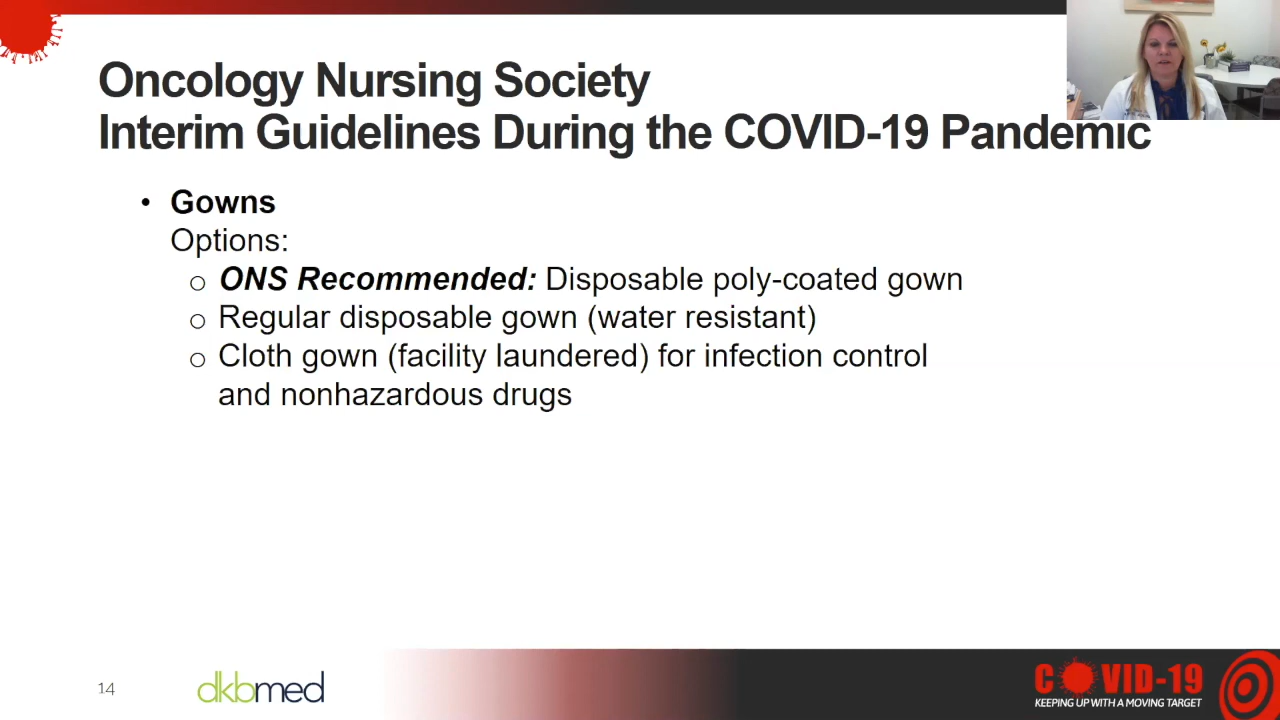 Oncology Nursing Society
Interim Guidelines During the COVID-19 Pandemic
• Gowns
Options:
o ONS Recommended: Disposable poly-coated gown
o Regular disposable gown (water resistant)
o Cloth gown (facility laundered) for infection control
and nonhazardous drugs
14
dkbmed
COVID-19
KEEPING UP WITH A MOVING TARGET